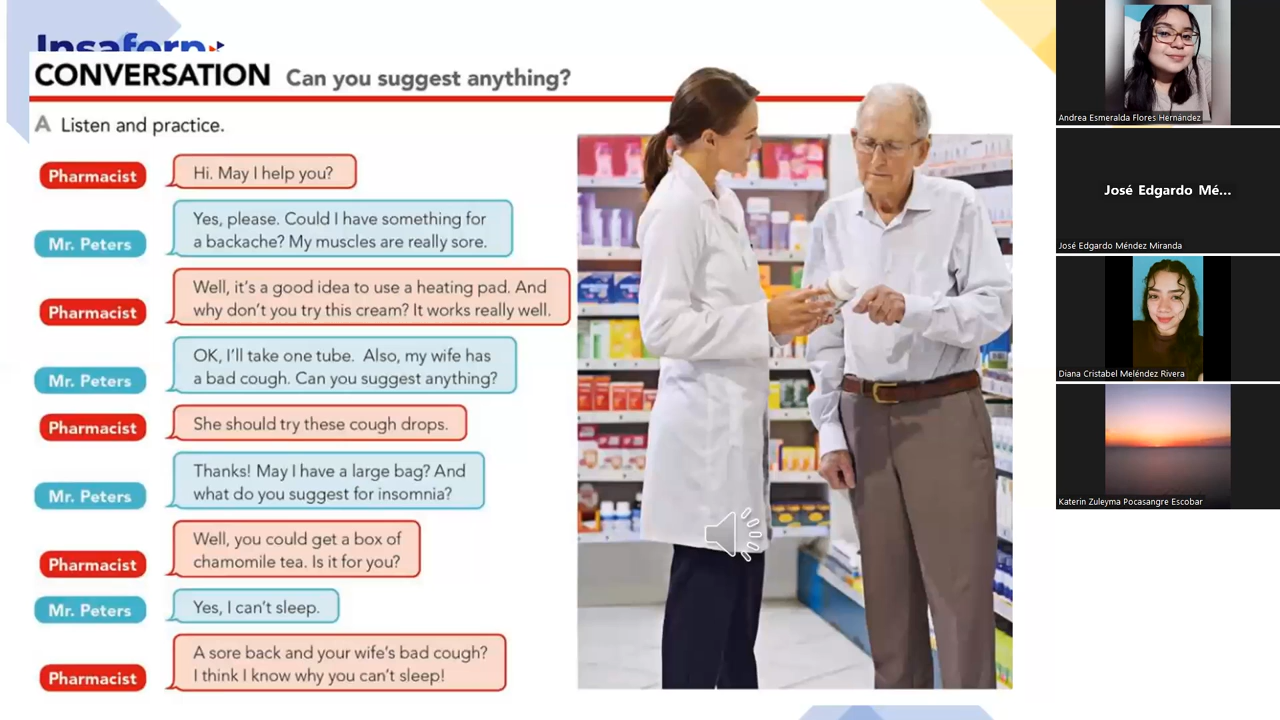 Insaforp
CONVERSATION Can you suggest anything?
A Listen and practice.
Pharmacist
Hi. May I help you?
Mr. Peters
Yes, please. Could I have something for
a backache? My muscles are really sore.
Pharmacist
Well, it's a good idea to use a heating pad. And
why don't you try this cream? It works really well.
Mr. Peters
OK, I'll take one tube. Also, my wife has
a bad cough. Can you suggest anything?
Pharmacist
She should try these cough drops.
Mr. Peters
Thanks! May I have a large bag? And
what do you suggest for insomnia?
Pharmacist
Well, you could get a box of
chamomile tea. Is it for you?
Mr. Peters
Yes, I can't sleep.
Pharmacist
A sore back and your wife's bad cough?
I think I know why you can't sleep!
Andrea Esmeralda Flores Hernández
José Edgardo Mé...
José Edgardo Méndez Miranda
Diana Cristabel Meléndez Rivera
Katerin Zuleyma Pocasangre Escobar